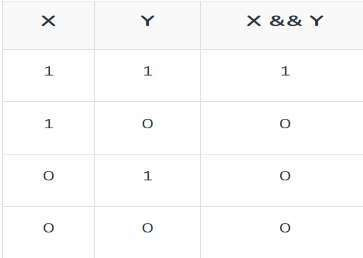 X Y X && Y
1 1 1
1 0 0
0 1 0
0 0 0